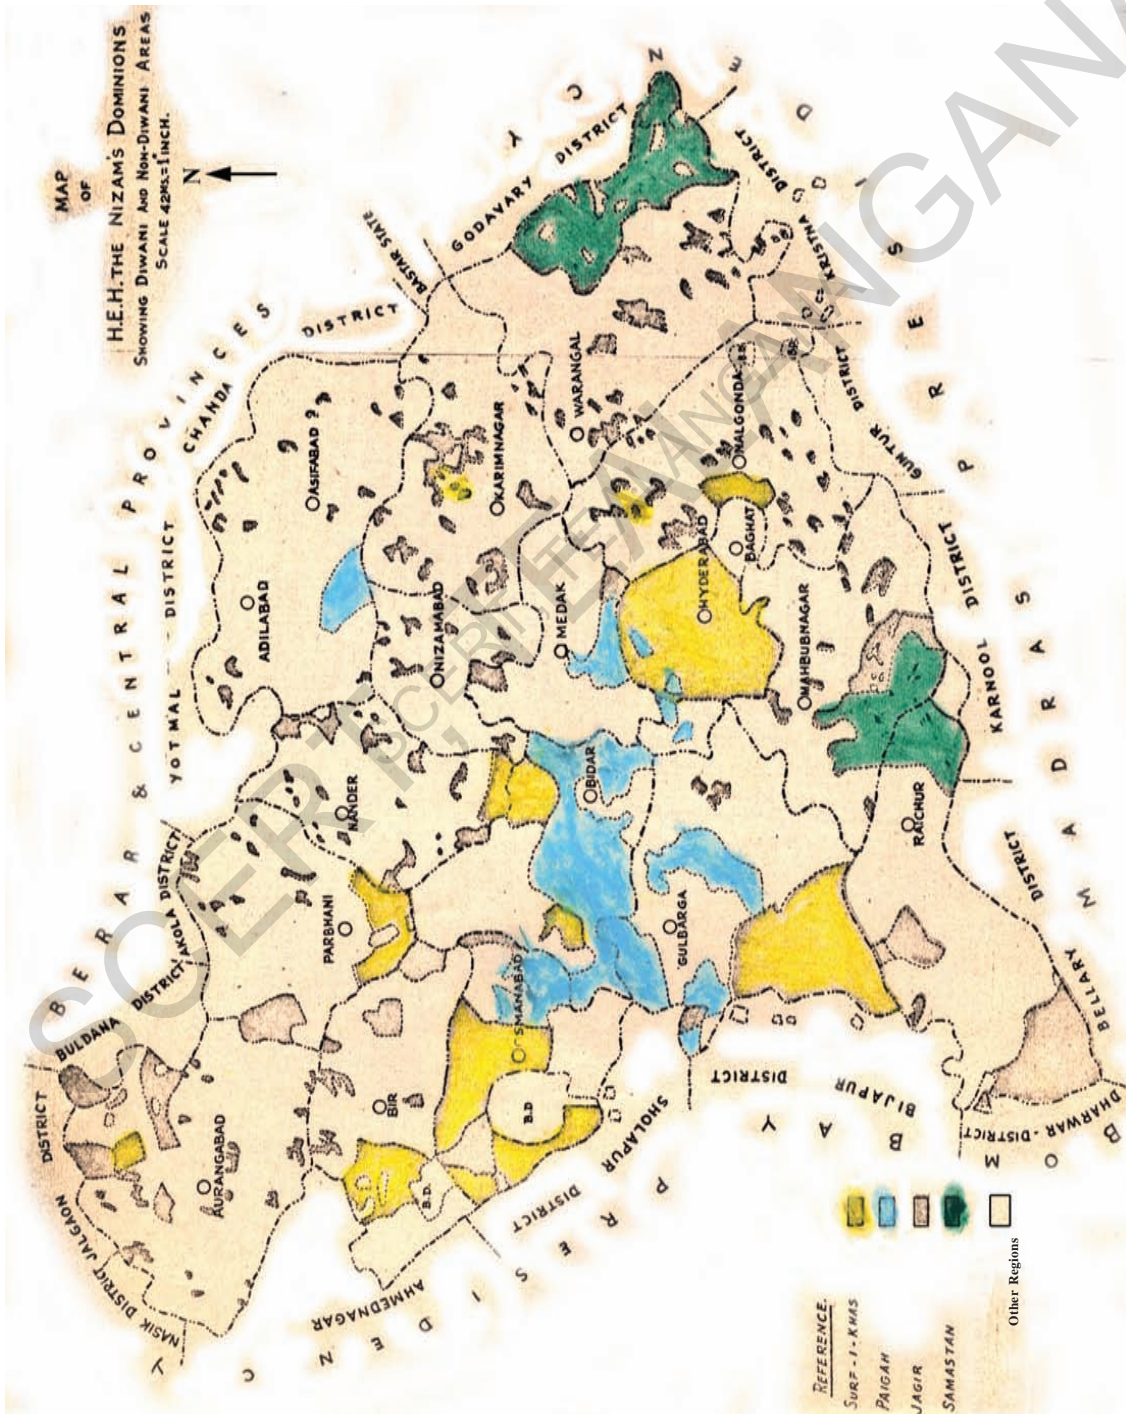 MAP
OF
H.E.H. THE NIZAM'S DOMINIONS
SHOWING DIWANI AND NON-DIWANI AREAS
SCALE 42MS.=1 INCH.
N
BERAR & CENTRAL PROVINCES
BULDANA DISTRICT
AKOLA DISTRICT
YOTMAL DISTRICT
CHANDA
DISTRICT
BASTAR STATE
GODAVARY DISTRICT
DISTRICT JALGAON
DISTRICT
NASIK DISTRICT
AHMEDNAGAR
DISTRICT
SHOLAPUR
BIJAPUR
DISTRICT
DHARWAR-DISTRICT
BELLARY
DISTRICT
KARNOOL DISTRICT
GUNTUR DISTRICT
KRISTNA
DISTRICT
BOMBAY PRESIDENCY
MADRAS PRESIDENCY
AURANGABAD
PARBHANI
NANDER
ADILABAD
ASIFABAD ?
BIR
OSMANABAD
B.D
B.D.
S D
BIDAR
NIZAMABAD
KARIMNAGAR
MEDAK
WARANGAL
HYDERABAD
BAGHAT
NALGONDA
GULBARGA
MAHBUBNAGAR
RAICHUR
REFERENCE.
SURF-I-KHAS
PAIGAH
JAGIR
SAMASTAN
Other Regions